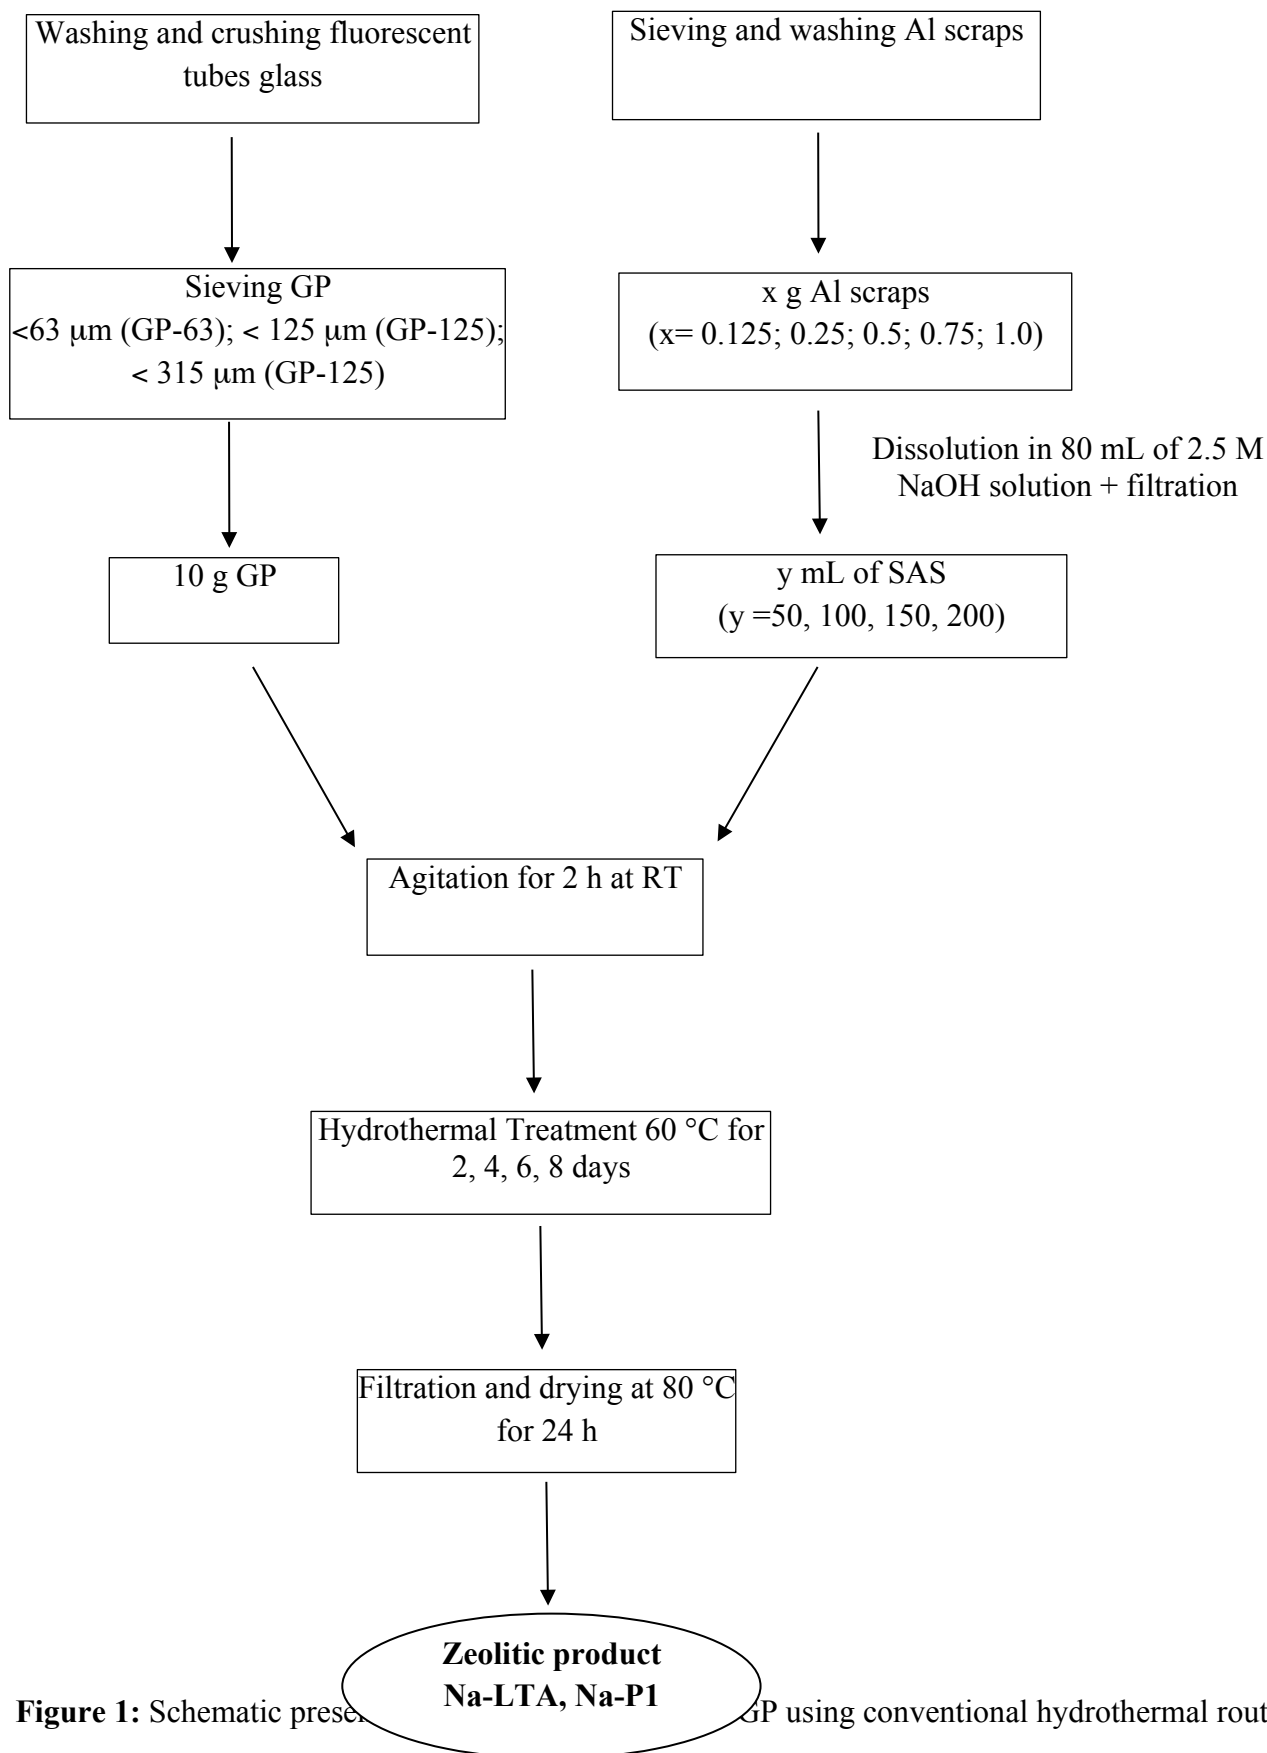 Washing and crushing fluorescent
tubes glass
Sieving and washing Al scraps
Sieving GP
<63 μm (GP-63); < 125 μm (GP-125);
< 315 μm (GP-125)
x g Al scraps
(x= 0.125; 0.25; 0.5; 0.75; 1.0)
Dissolution in 80 mL of 2.5 M
NaOH solution + filtration
10 g GP
y mL of SAS
(y =50, 100, 150, 200)
Agitation for 2 h at RT
Hydrothermal Treatment 60 °C for
2, 4, 6, 8 days
Filtration and drying at 80 °C
for 24 h
Zeolitic product
Na-LTA, Na-P1
Figure 1: Schematic GP using conventional hydrothermal